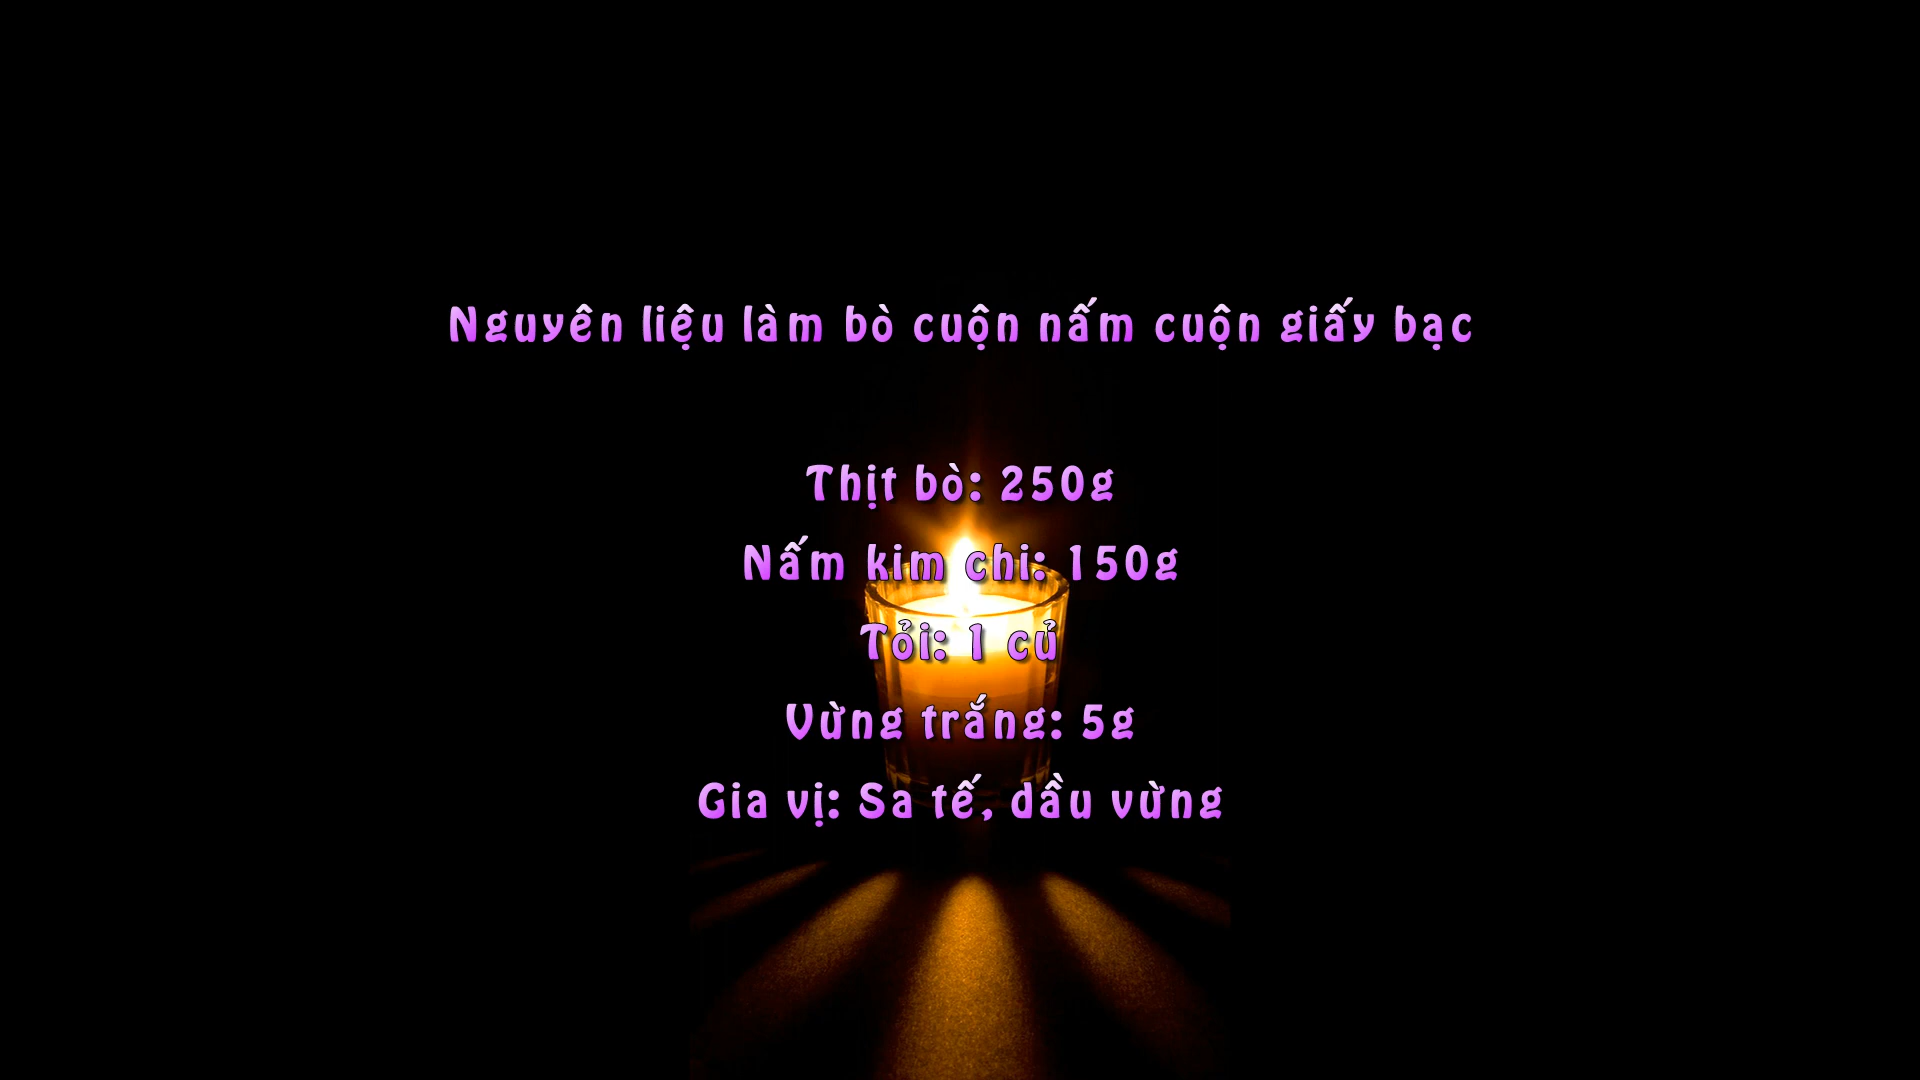 Nguyên liệu làm bò cuộn nấm cuộn giấy bạc
Thịt bò: 250g
Nấm kim chi: 150g
Tỏi: 1 củ
Vừng trắng: 5g
Gia vị: Sa tế, dầu vừng